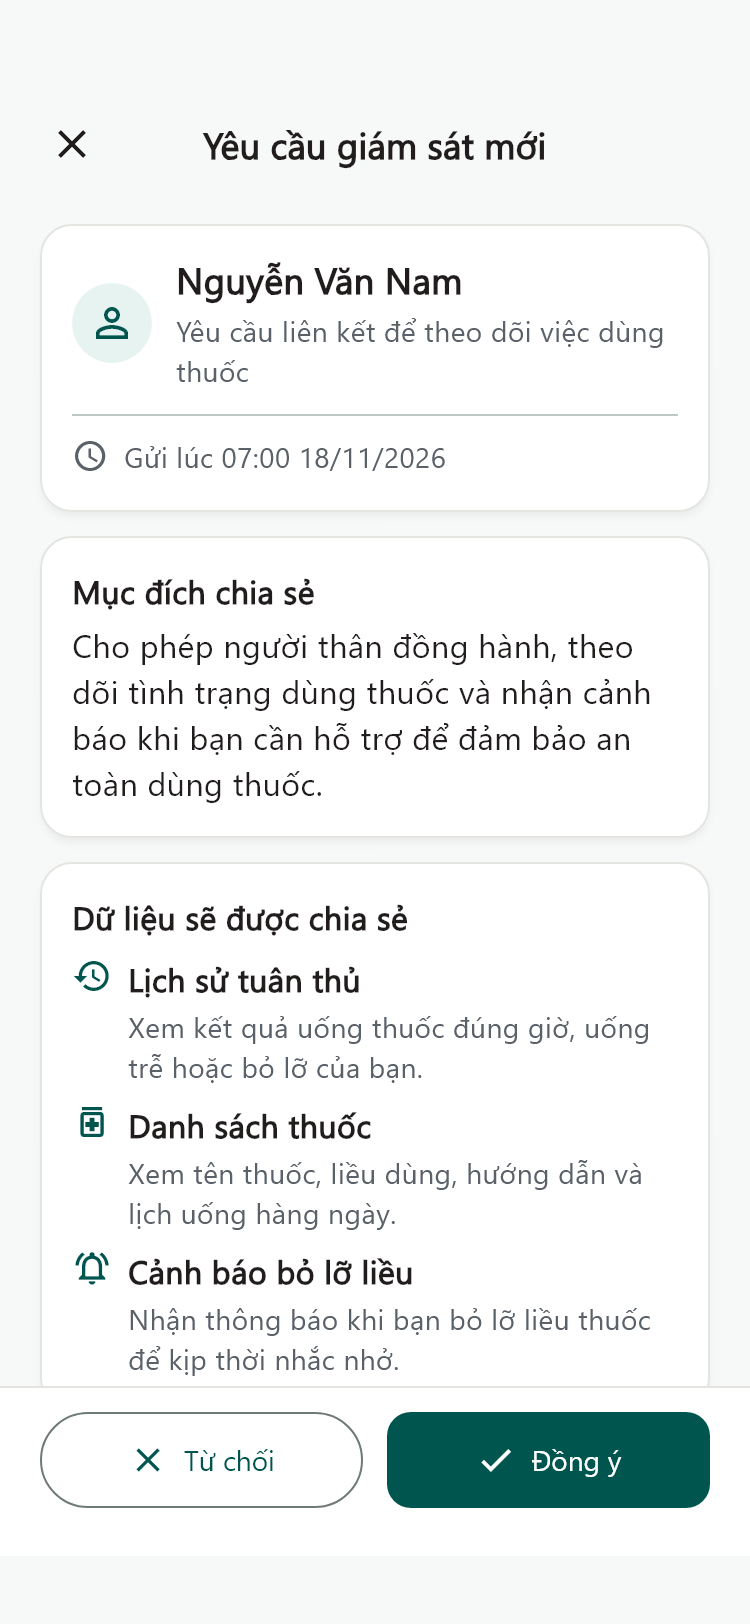 Yêu cầu giám sát mới
Nguyễn Văn Nam
Yêu cầu liên kết để theo dõi việc dùng
thuốc
Gửi lúc 07:00 18/11/2026
Mục đích chia sẻ
Cho phép người thân đồng hành, theo
dõi tình trạng dùng thuốc và nhận cảnh
báo khi bạn cần hỗ trợ để đảm bảo an
toàn dùng thuốc.
Dữ liệu sẽ được chia sẻ
Lịch sử tuân thủ
Xem kết quả uống thuốc đúng giờ, uống
trễ hoặc bỏ lỡ của bạn.
Danh sách thuốc
Xem tên thuốc, liều dùng, hướng dẫn và
lịch uống hàng ngày.
Cảnh báo bỏ lỡ liều
Nhận thông báo khi bạn bỏ lỡ liều thuốc
để kịp thời nhắc nhở.
Từ chối
Đồng ý